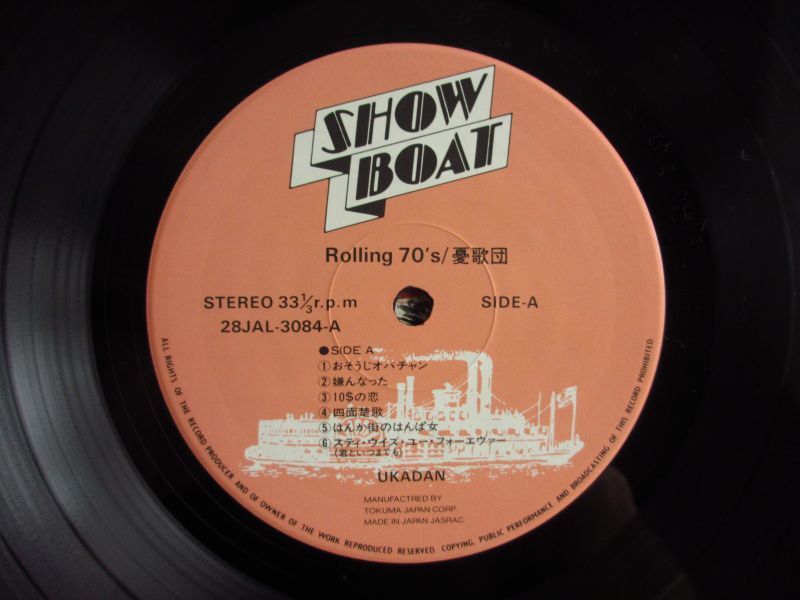 SHOW
BOAT
Rolling 70's/憂歌団
STEREO 33 1/3 r.p.m
SIDE-A
28JAL-3084-A
●SIDE A
①おそうじオバチャン
②嫌んなった
③10$の恋
④四面楚歌
⑤はんか街のはんぱ女
⑥スティ・ウイズ・ユー・フォーエヴァー
(君といつまでも)
UKADAN
MANUFACTRED BY
TOKUMA JAPAN CORP.
MADE IN JAPAN JASRAC
ALL RIGHTS OF THE RECORD PRODUCER AND OF OWNER OF THE WORK REPRODUCED RESERVED. COPYING, PUBLIC PERFORMANCE AND BROADCASTING OF THIS RECORD PROHIBITED